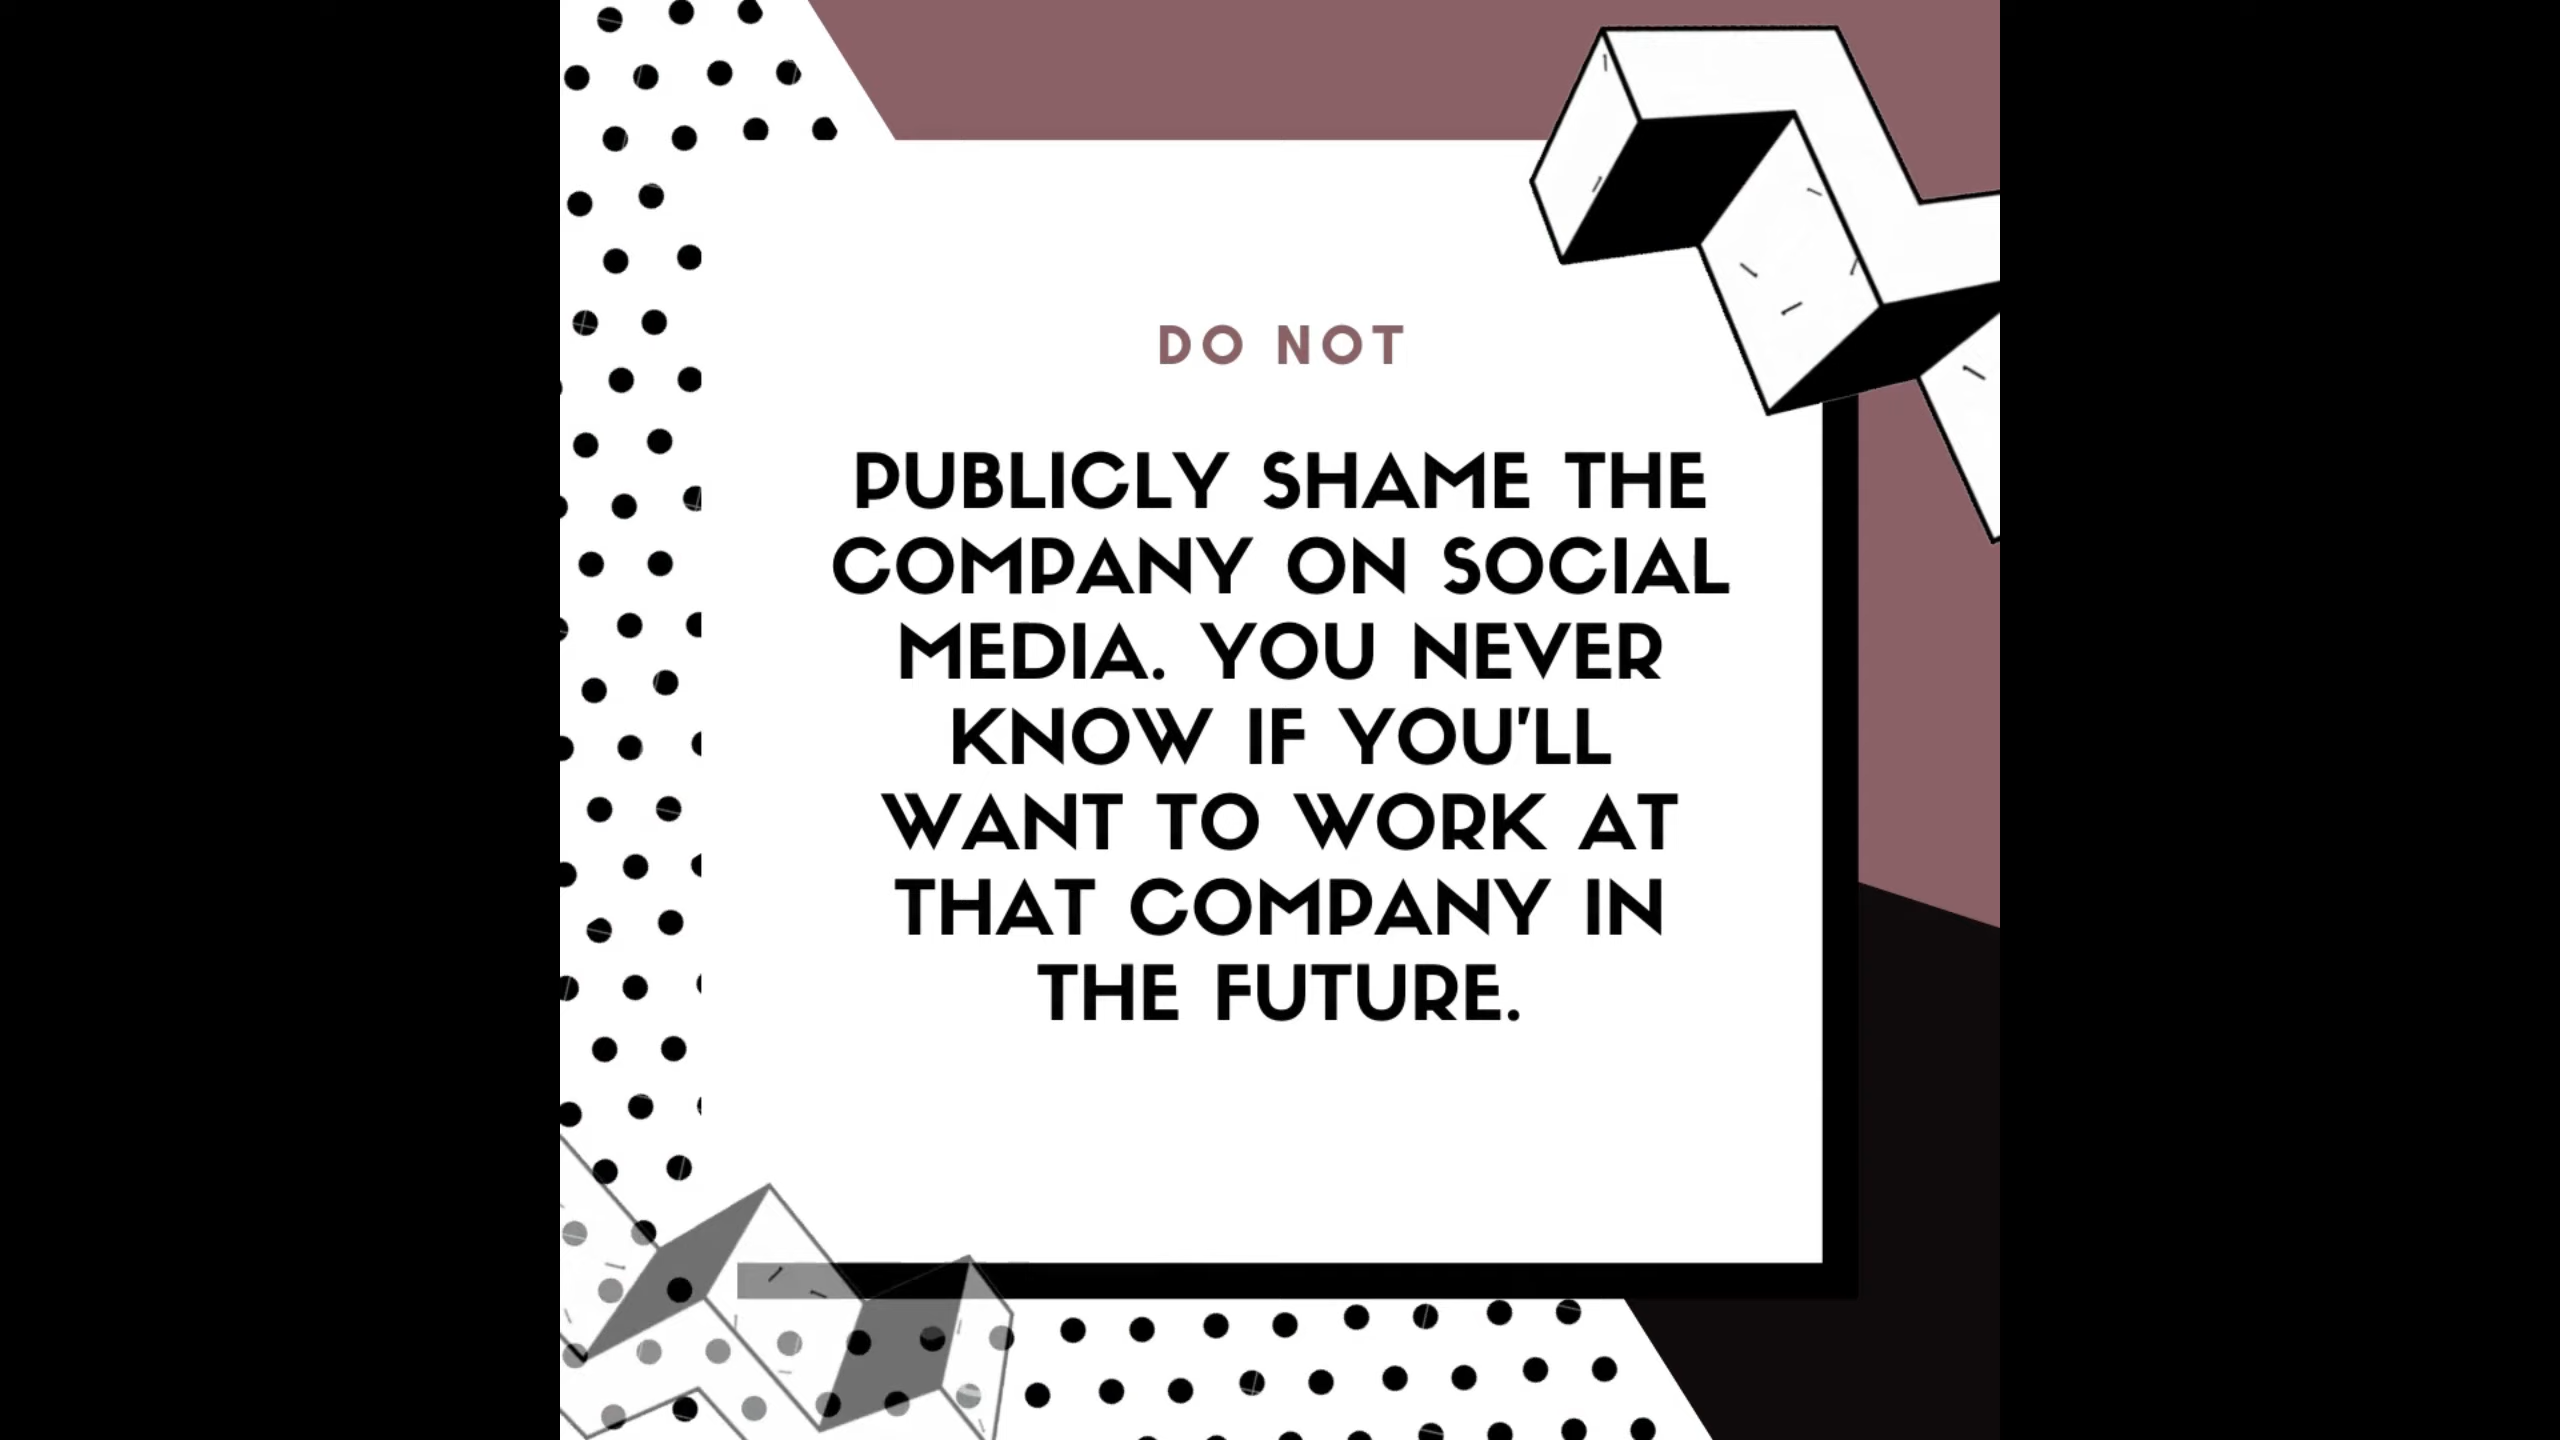 DO NOT
PUBLICLY SHAME THE
COMPANY ON SOCIAL
MEDIA. YOU NEVER
KNOW IF YOU'LL
WANT TO WORK AT
THAT COMPANY IN
THE FUTURE.